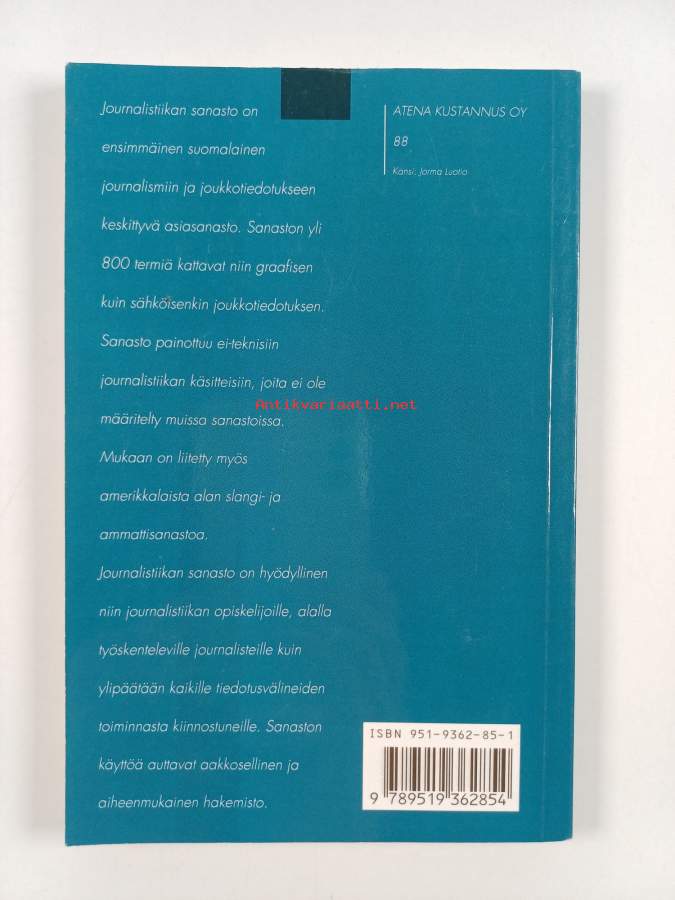 Journalistiikan sanasto on
ensimmäinen suomalainen
journalismiin ja joukkotiedotukseen
keskittyvä asiasanasto. Sanaston yli
800 termiä kattavat niin graafisen
kuin sähköisenkin joukkotiedotuksen.
Sanasto painottuu ei-teknisiin
journalistiikan käsitteisiin, joita ei ole
määritelty muissa sanastoissa.
Mukaan on liitetty myös
amerikkalaista alan slangi- ja
ammattisanastoa.
Journalistiikan sanasto on hyödyllinen
niin journalistiikan opiskelijoille, alalla
työskenteleville journalisteille kuin
ylipäätään kaikille tiedotusvälineiden
toiminnasta kiinnostuneille. Sanaston
käyttöä auttavat aakkosellinen ja
aiheenmukainen hakemisto.
ATENA KUSTANNUS OY
88
Kansi: Jorma Luotio
Antikvariaatti.net
ISBN 951-9362-85-1
9 789519 362854